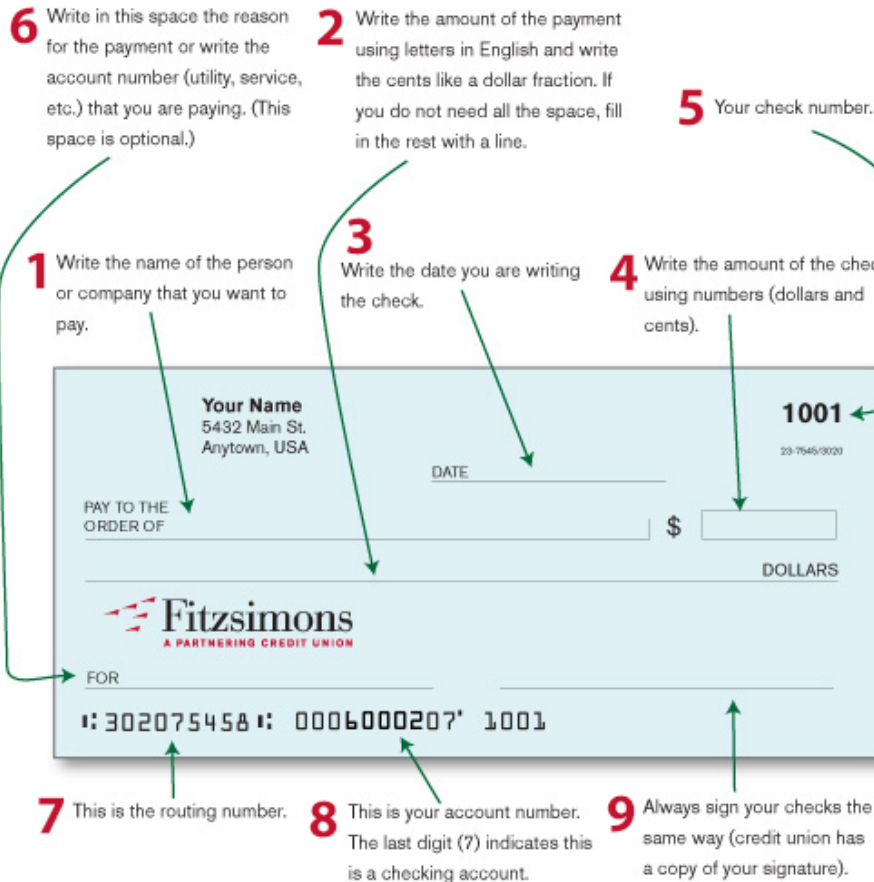 6 Write in this space the reason
for the payment or write the
account number (utility, service,
etc.) that you are paying. (This
space is optional.)
2 Write the amount of the payment
using letters in English and write
the cents like a dollar fraction. If
you do not need all the space, fill
in the rest with a line.
5 Your check number.
1 Write the name of the person
or company that you want to
pay.
3
Write the date you are writing
the check.
4 Write the amount of the chec
using numbers (dollars and
cents).
Your Name
5432 Main St.
Anytown, USA
1001
23-7545/3020
DATE
PAY TO THE
ORDER OF
$
DOLLARS
Fitzsimons
A PARTNERING CREDIT UNION
FOR
⑆302075458⑆ 0006000207⑈ 1001
7 This is the routing number.
8 This is your account number.
The last digit (7) indicates this
is a checking account.
9 Always sign your checks the
same way (credit union has
a copy of your signature).